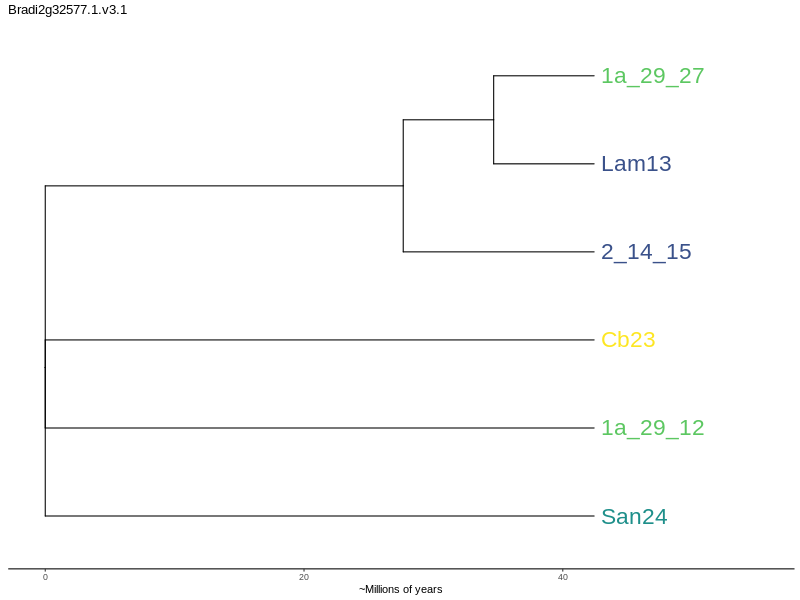 Bradi2g32577.1.v3.1
1a_29_27
Lam13
2_14_15
Cb23
1a_29_12
San24
0 20 40
~Millions of years